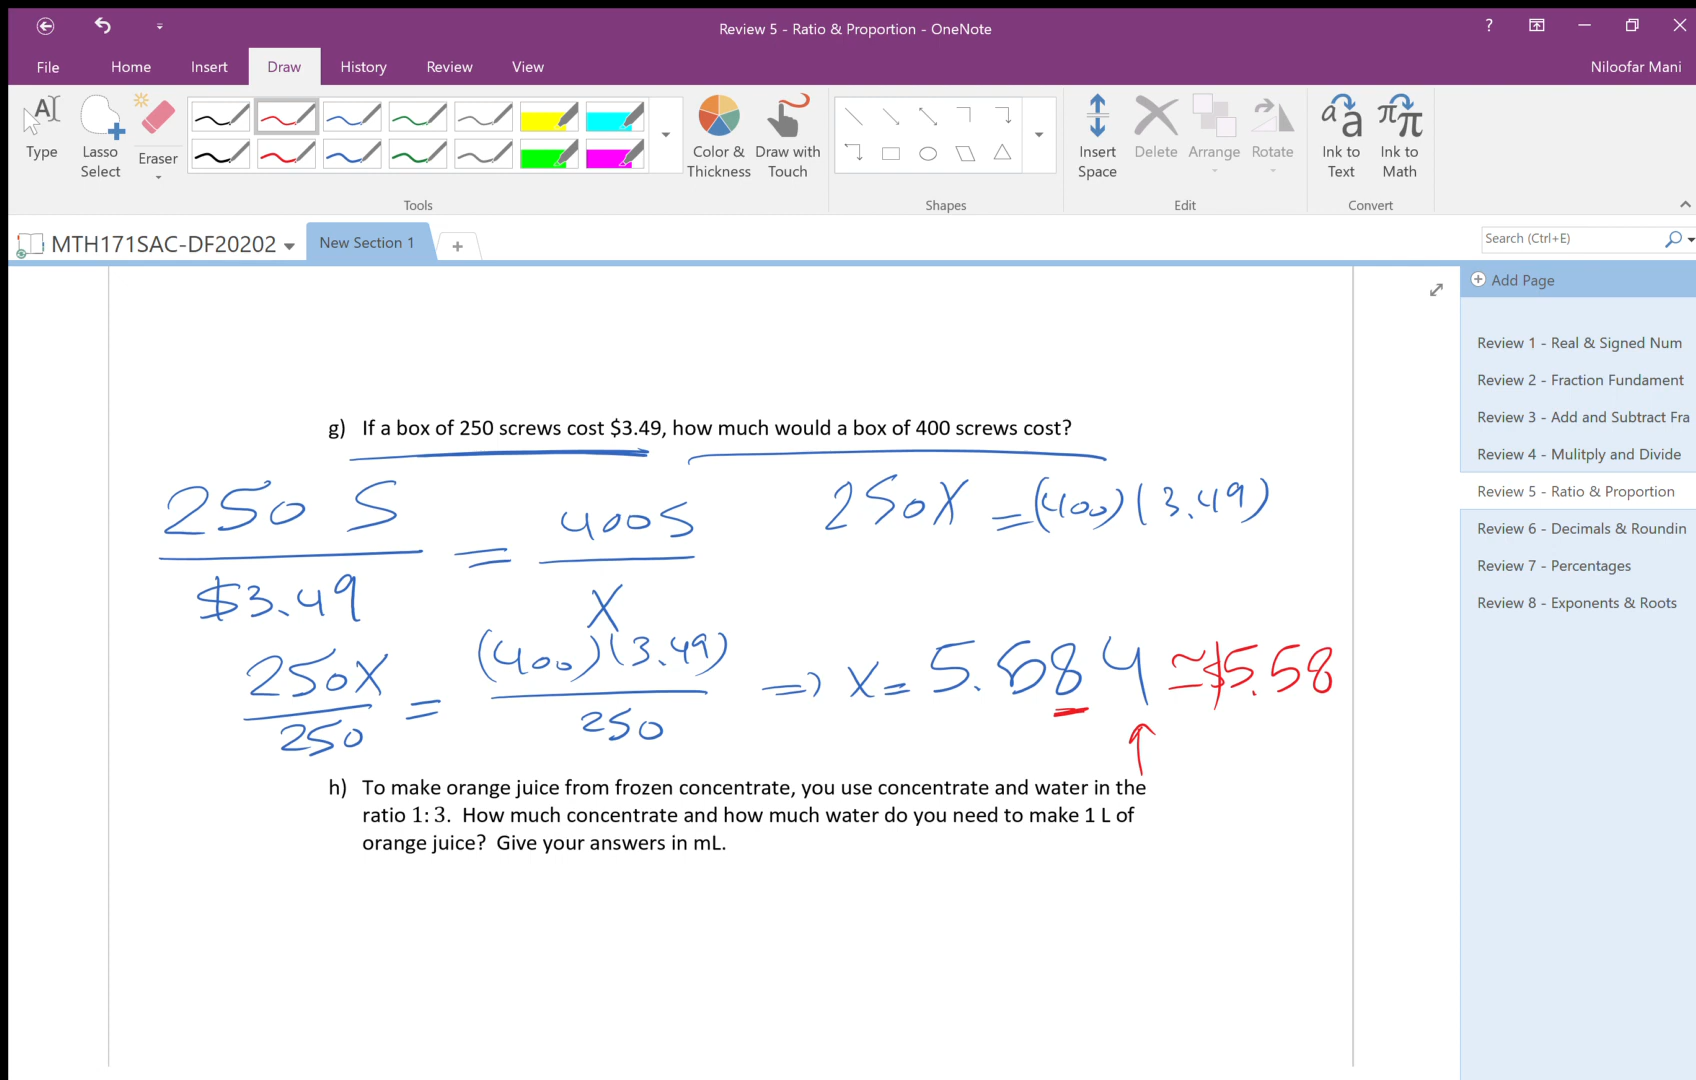 Review 5 - Ratio & Proportion - OneNote
?
File Home Insert Draw History Review View
Niloofar Mani
Type
Lasso Select
Eraser
Color & Thickness
Draw with Touch
Insert Space
Delete
Arrange
Rotate
Ink to Text
Ink to Math
Tools Shapes Edit Convert
MTH171SAC-DF20202
New Section 1
+
Search (Ctrl+E)
Add Page
Review 1 - Real & Signed Num
Review 2 - Fraction Fundament
Review 3 - Add and Subtract Fra
Review 4 - Mulitply and Divide
Review 5 - Ratio & Proportion
Review 6 - Decimals & Roundin
Review 7 - Percentages
Review 8 - Exponents & Roots
g) If a box of 250 screws cost $3.49, how much would a box of 400 screws cost?
250 S / $3.49 = 400 S / X
250X = (400)(3.49)
250X / 250 = (400)(3.49) / 250 => X = 5.584 ≃ $5.58
h) To make orange juice from frozen concentrate, you use concentrate and water in the
ratio 1: 3. How much concentrate and how much water do you need to make 1 L of
orange juice? Give your answers in mL.